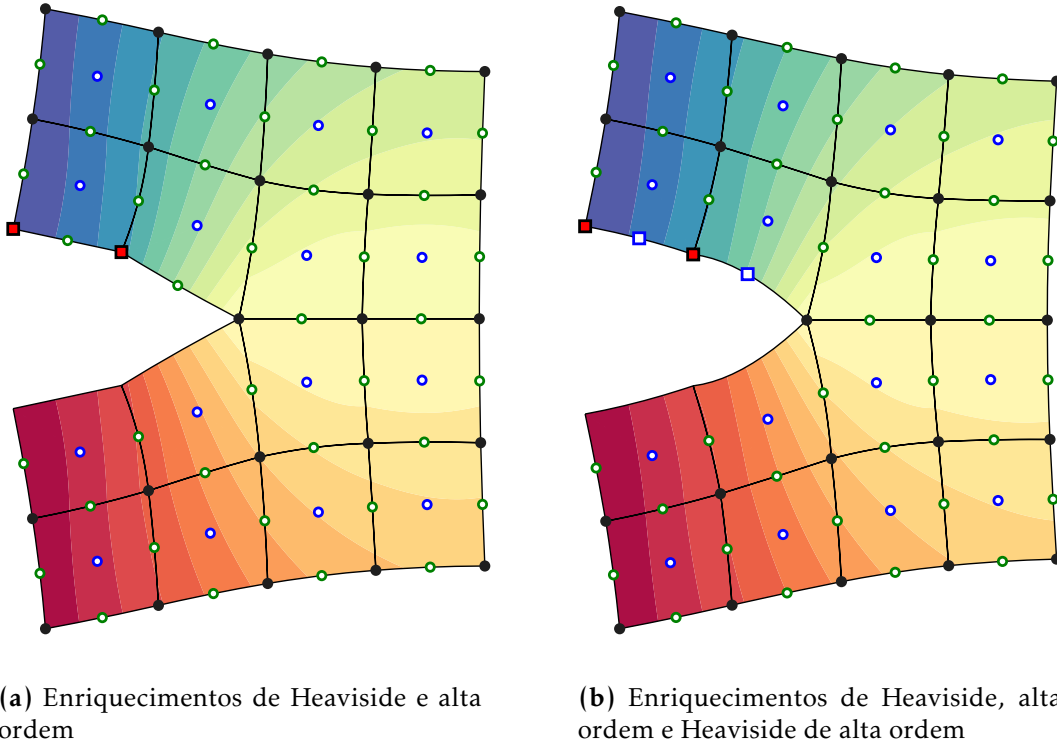 (a) Enriquecimentos de Heaviside e alta
ordem
(b) Enriquecimentos de Heaviside, alta
ordem e Heaviside de alta ordem